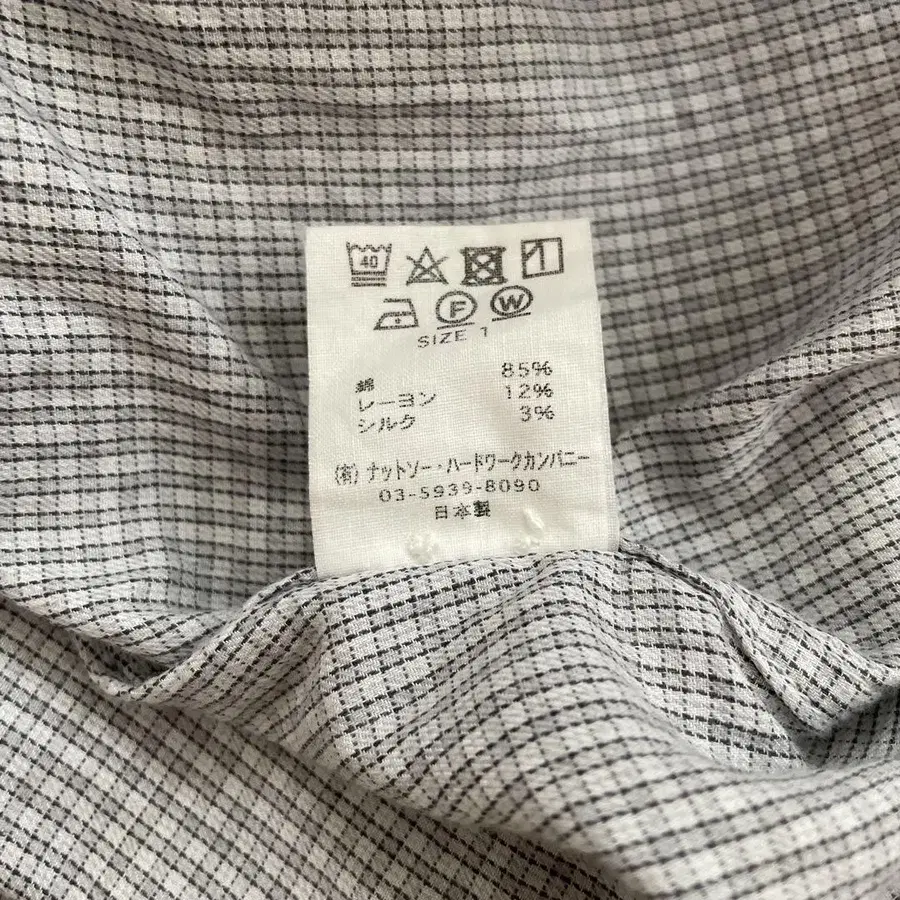 40
F W
SIZE 1
綿 85%
レーヨン 12%
シルク 3%
(有)ナットソー・ハードワークカンパニー
03-5939-8090
日本製